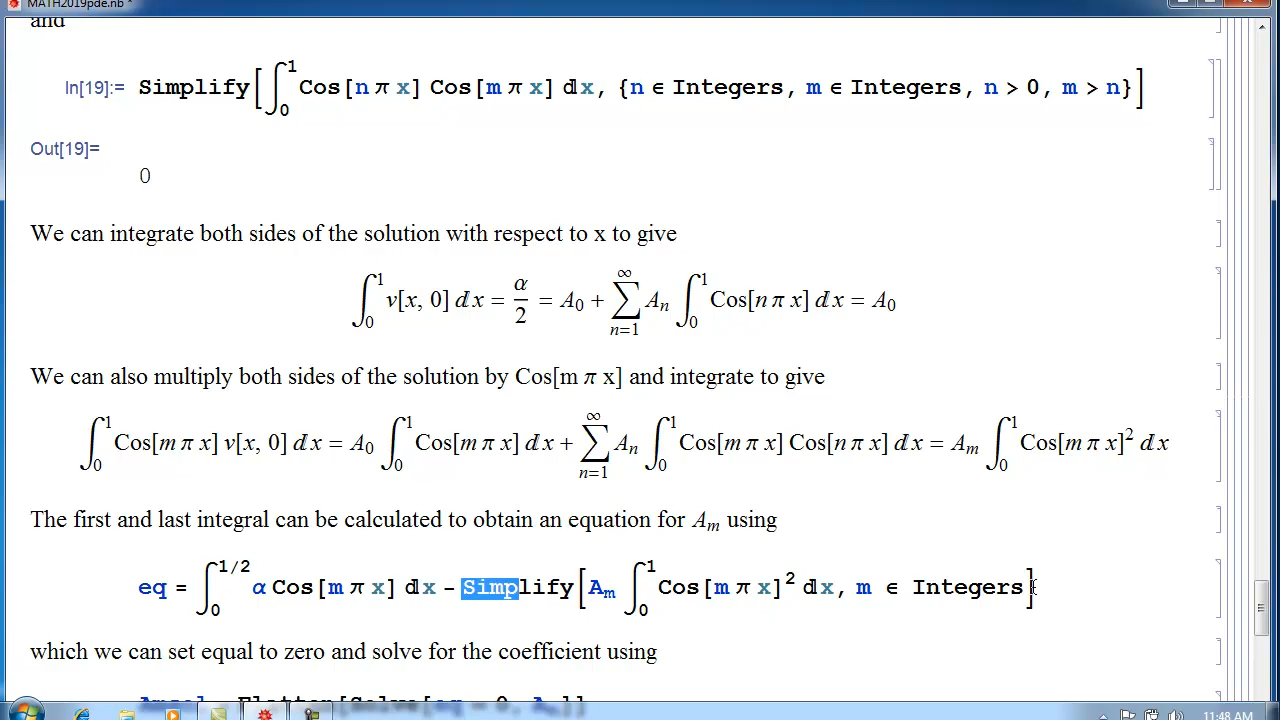 MATH2019pde.nb *
and
In[19]:= Simplify[∫₀¹ Cos[n π x] Cos[m π x] ⅆx, {n ∈ Integers, m ∈ Integers, n > 0, m > n}]
Out[19]=
0
We can integrate both sides of the solution with respect to x to give
∫₀¹ v[x, 0] ⅆx = α/2 = A₀ + ∑ₙ₌₁^∞ Aₙ ∫₀¹ Cos[n π x] ⅆx = A₀
We can also multiply both sides of the solution by Cos[m π x] and integrate to give
∫₀¹ Cos[m π x] v[x, 0] ⅆx = A₀ ∫₀¹ Cos[m π x] ⅆx + ∑ₙ₌₁^∞ Aₙ ∫₀¹ Cos[m π x] Cos[n π x] ⅆx = Aₘ ∫₀¹ Cos[m π x]² ⅆx
The first and last integral can be calculated to obtain an equation for Aₘ using
eq = ∫₀^1/2 α Cos[m π x] ⅆx - Simplify[Aₘ ∫₀¹ Cos[m π x]² ⅆx, m ∈ Integers]
which we can set equal to zero and solve for the coefficient using
11:48 AM